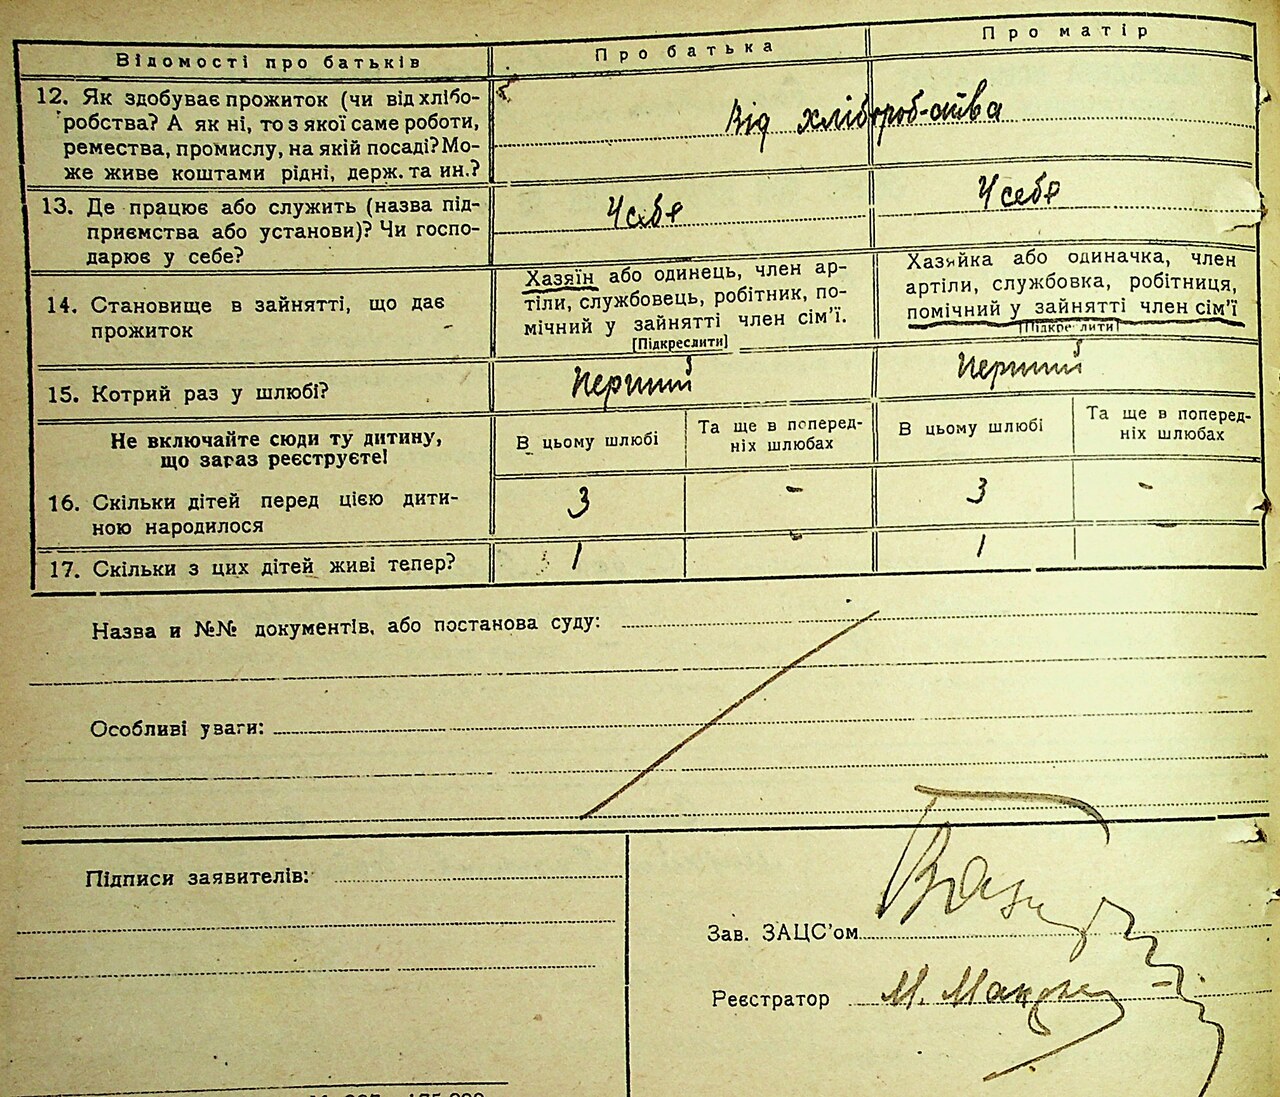 Відомості про батьків
Про батька
Про матір
12. Як здобуває прожиток (чи від хлібо-
робства? А як ні, то з якої саме роботи,
ремества, промислу, на якій посаді? Мо-
же живе коштами рідні, держ. та ин.?
Від хлібороб-ства
13. Де працює або служить (назва під-
приємства або установи)? Чи госпо-
дарює у себе?
У себя
У себя
14. Становище в зайнятті, що дає
прожиток
Хазяїн або одинець, член ар-
тіли, службовець, робітник, по-
мічний у зайнятті член сім'ї.
[Підкреслити]
Хазяйка або одиначка, член
артіли, службовка, робітниця,
помічний у зайнятті член сім'ї
[Підкреслити]
15. Котрий раз у шлюбі?
Перший
Перший
Не включайте сюди ту дитину,
що зараз реєструєте!
В цьому шлюбі
Та ще в поперед-
ніх шлюбах
В цьому шлюбі
Та ще в поперед-
ніх шлюбах
16. Скільки дітей перед цією дити-
ною народилося
3
-
3
-
17. Скільки з цих дітей живі тепер?
1
-
1
-
Назва и №№ документів, або постанова суду:
Особливі уваги:
Підписи заявителів:
Зав. ЗАЦС'ом
Реєстратор М.